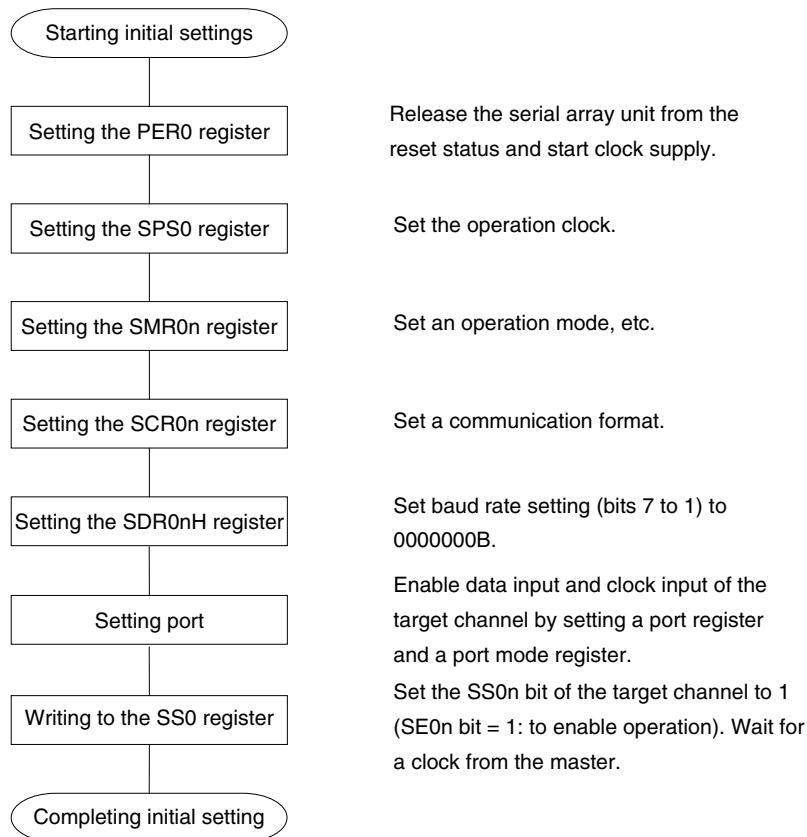 Starting initial settings
Setting the PER0 register
Release the serial array unit from the
reset status and start clock supply.
Setting the SPS0 register
Set the operation clock.
Setting the SMR0n register
Set an operation mode, etc.
Setting the SCR0n register
Set a communication format.
Setting the SDR0nH register
Set baud rate setting (bits 7 to 1) to
0000000B.
Setting port
Enable data input and clock input of the
target channel by setting a port register
and a port mode register.
Writing to the SS0 register
Set the SS0n bit of the target channel to 1
(SE0n bit = 1: to enable operation). Wait for
a clock from the master.
Completing initial setting